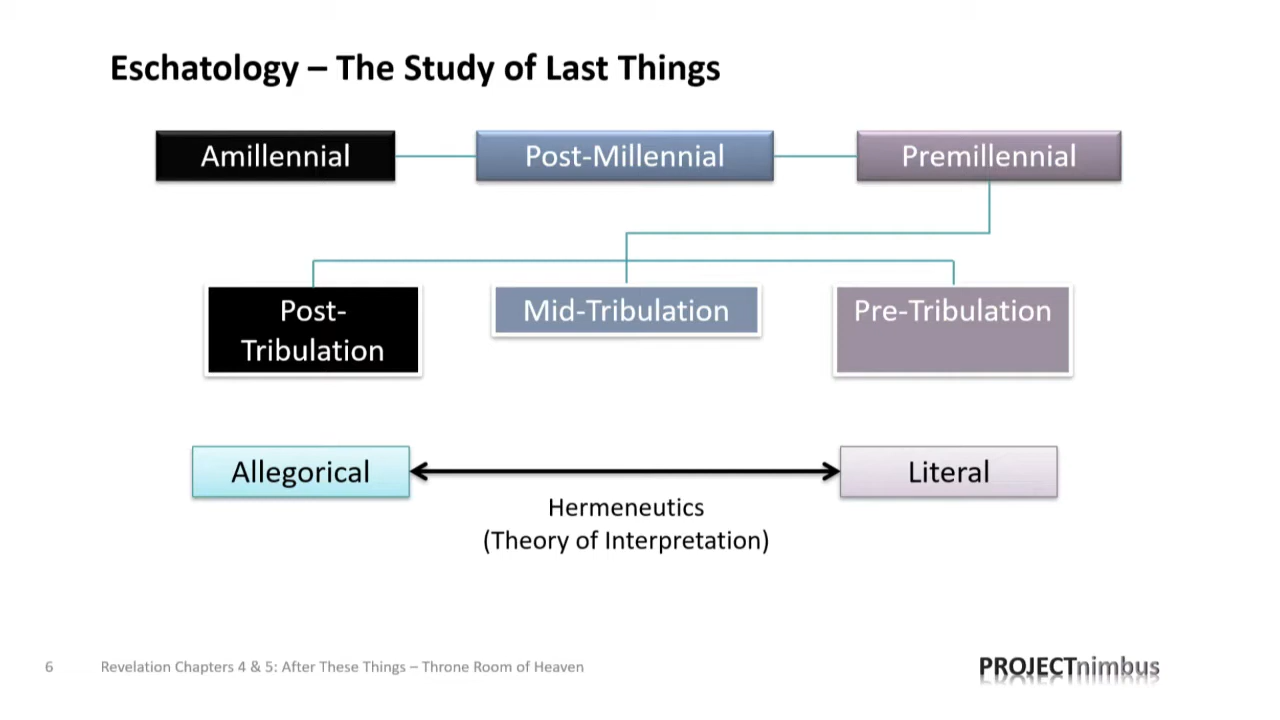 Eschatology – The Study of Last Things
Amillennial
Post-Millennial
Premillennial
Post-
Tribulation
Mid-Tribulation
Pre-Tribulation
Allegorical
Literal
Hermeneutics
(Theory of Interpretation)
6
Revelation Chapters 4 & 5: After These Things – Throne Room of Heaven
PROJECTnimbus